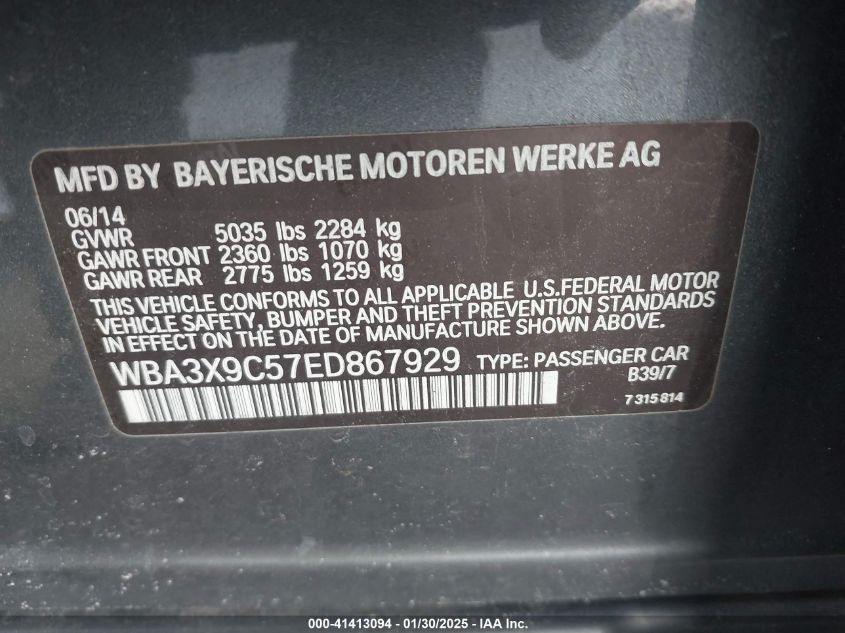 MFD BY BAYERISCHE MOTOREN WERKE AG
06/14
GVWR 5035 lbs 2284 kg
GAWR FRONT 2360 lbs 1070 kg
GAWR REAR 2775 lbs 1259 kg
THIS VEHICLE CONFORMS TO ALL APPLICABLE U.S.FEDERAL MOTOR
VEHICLE SAFETY, BUMPER AND THEFT PREVENTION STANDARDS
IN EFFECT ON THE DATE OF MANUFACTURE SHOWN ABOVE.
WBA3X9C57ED867929 TYPE: PASSENGER CAR
B39/7
7 315 814
000-41413094 - 01/30/2025 - IAA Inc.